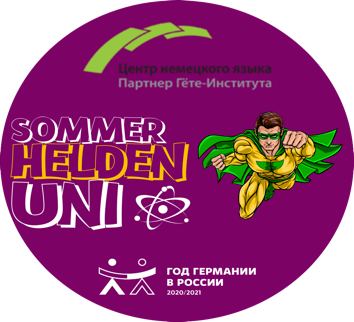 Центр немецкого языка
Партнер Гёте-Института
SOMMER
HELDEN
UNI
ГОД ГЕРМАНИИ
В РОССИИ
2020/2021